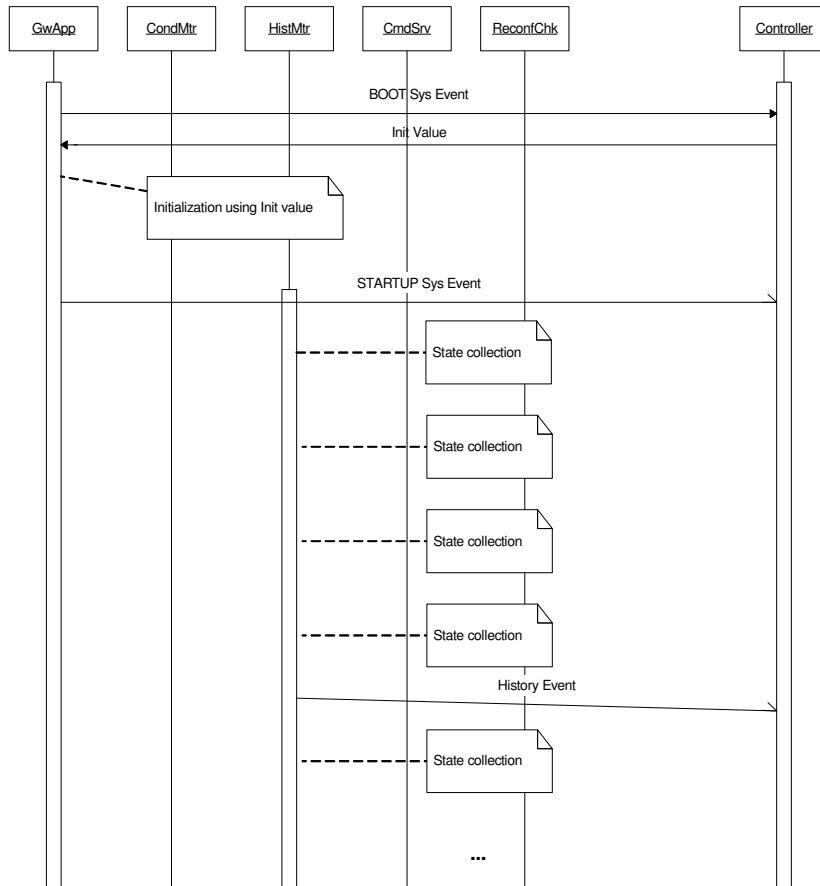 GwApp
CondMtr
HistMtr
CmdSrv
ReconfChk
Controller
BOOT Sys Event
Init Value
Initialization using Init value
STARTUP Sys Event
State collection
State collection
State collection
State collection
History Event
State collection
...